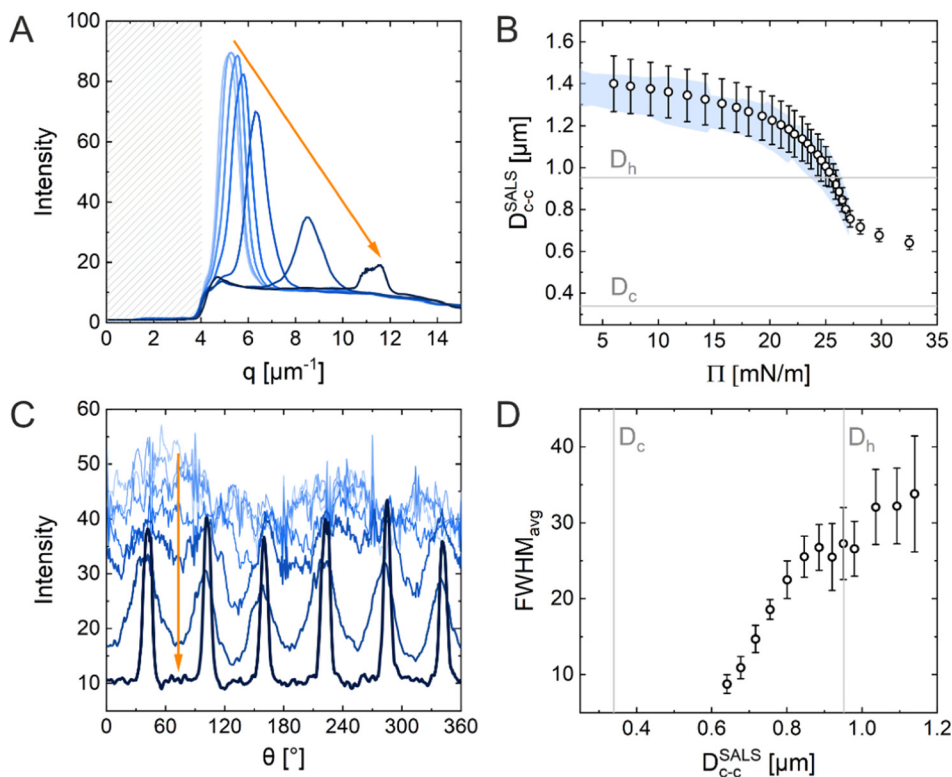 A
100
80
60
40
20
0
Intensity
0 2 4 6 8 10 12 14
q [µm⁻¹]
B
1.6
1.4
1.2
1.0
0.8
0.6
0.4
D_c-c^SALS [µm]
D_h
D_c
5 10 15 20 25 30 35
Π [mN/m]
C
60
50
40
30
20
10
Intensity
0 60 120 180 240 300 360
θ [°]
D
40
30
20
10
FWHM_avg
D_c
D_h
0.4 0.6 0.8 1.0 1.2
D_c-c^SALS [µm]